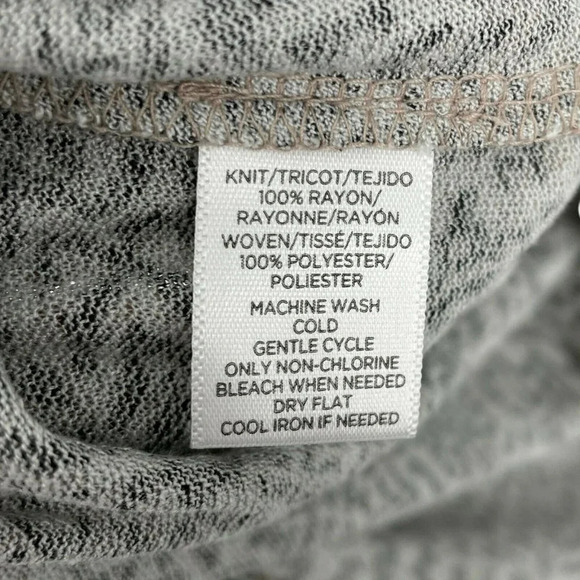 KNIT/TRICOT/TEJIDO
100% RAYON/
RAYONNE/RAYÓN
WOVEN/TISSÉ/TEJIDO
100% POLYESTER/
POLIESTER
MACHINE WASH
COLD
GENTLE CYCLE
ONLY NON-CHLORINE
BLEACH WHEN NEEDED
DRY FLAT
COOL IRON IF NEEDED